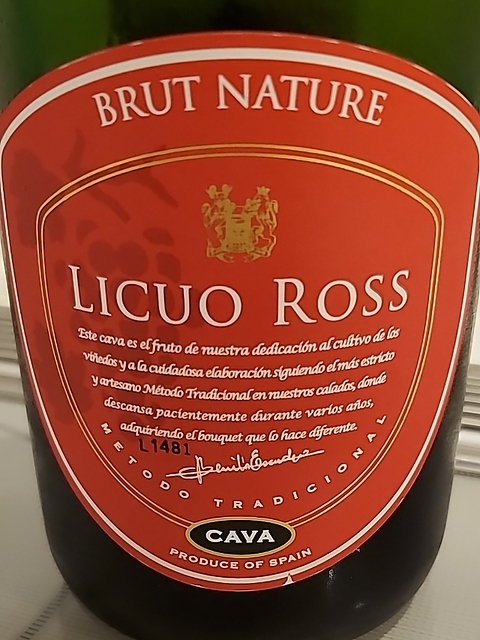 BRUT NATURE
LICUO ROSS
Este cava es el fruto de nuestra dedicación al cultivo de los
viñedos y a la cuidadosa elaboración siguiendo el más estricto
y artesano Método Tradicional en nuestros calados, donde
descansa pacientemente durante varios años,
adquiriendo el bouquet que lo hace diferente.
L1481
METODO TRADICIONAL
CAVA
PRODUCE OF SPAIN